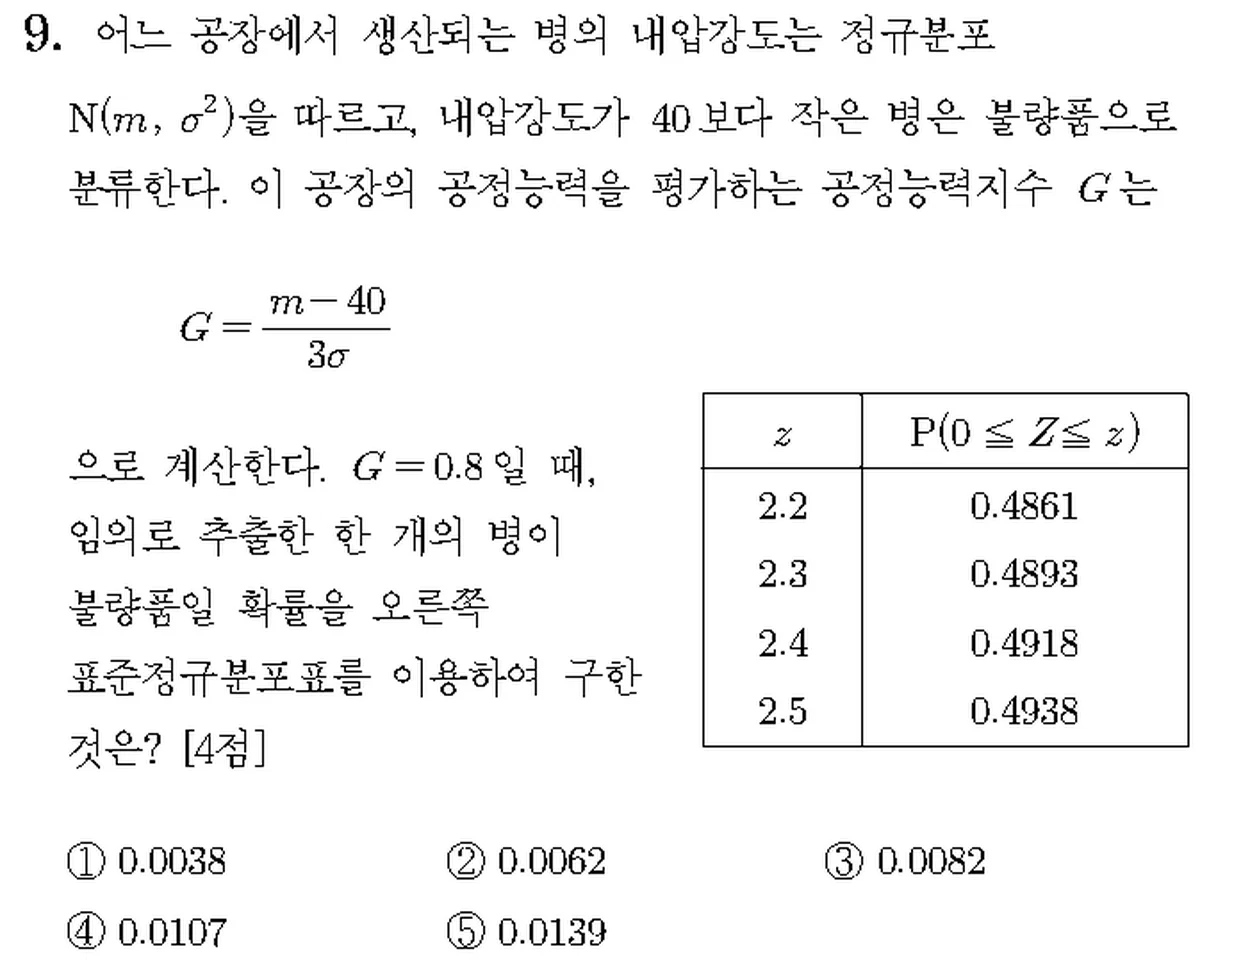 9. 어느 공장에서 생산되는 병의 내압강도는 정규분포
N(m, σ²)을 따르고, 내압강도가 40보다 작은 병은 불량품으로
분류한다. 이 공장의 공정능력을 평가하는 공정능력지수 G는
G = (m − 40) / 3σ
으로 계산한다. G = 0.8일 때,
임의로 추출한 한 개의 병이
불량품일 확률을 오른쪽
표준정규분포표를 이용하여 구한
것은? [4점]
z P(0 ≦ Z ≦ z)
2.2 0.4861
2.3 0.4893
2.4 0.4918
2.5 0.4938
① 0.0038 ② 0.0062 ③ 0.0082
④ 0.0107 ⑤ 0.0139